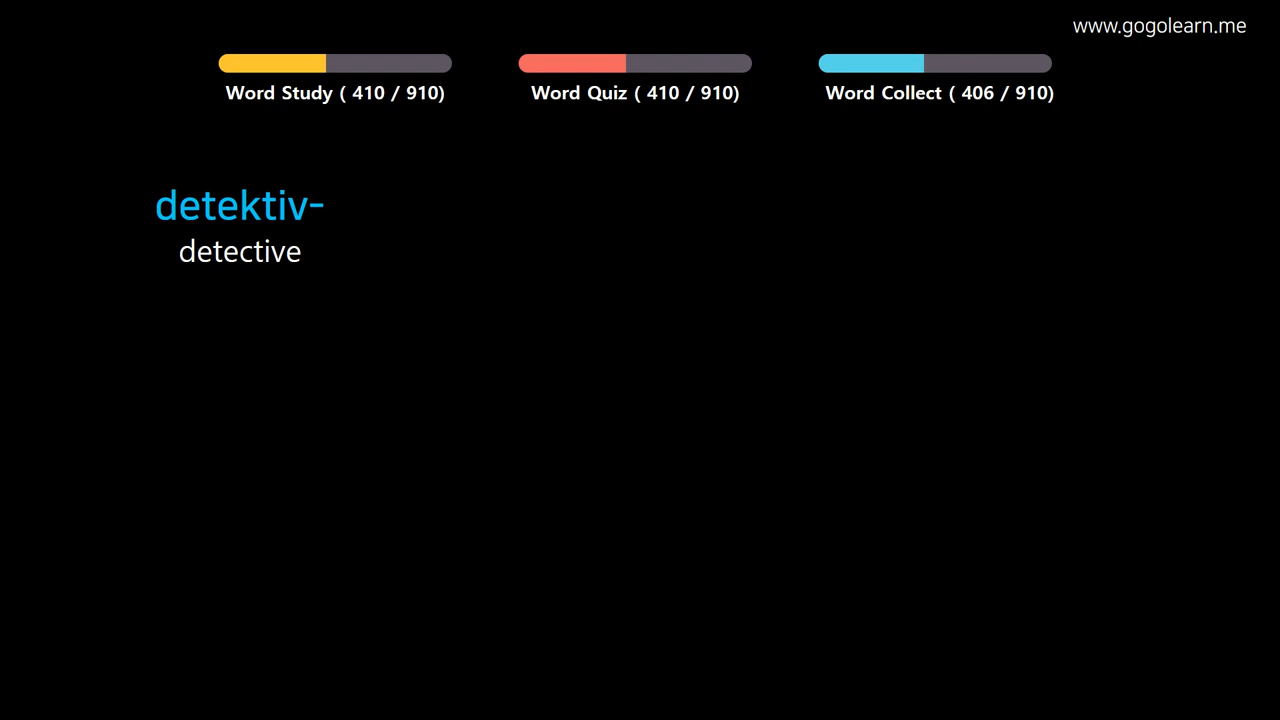 www.gogolearn.me
Word Study ( 410 / 910)
Word Quiz ( 410 / 910)
Word Collect ( 406 / 910)
detektiv-
detective